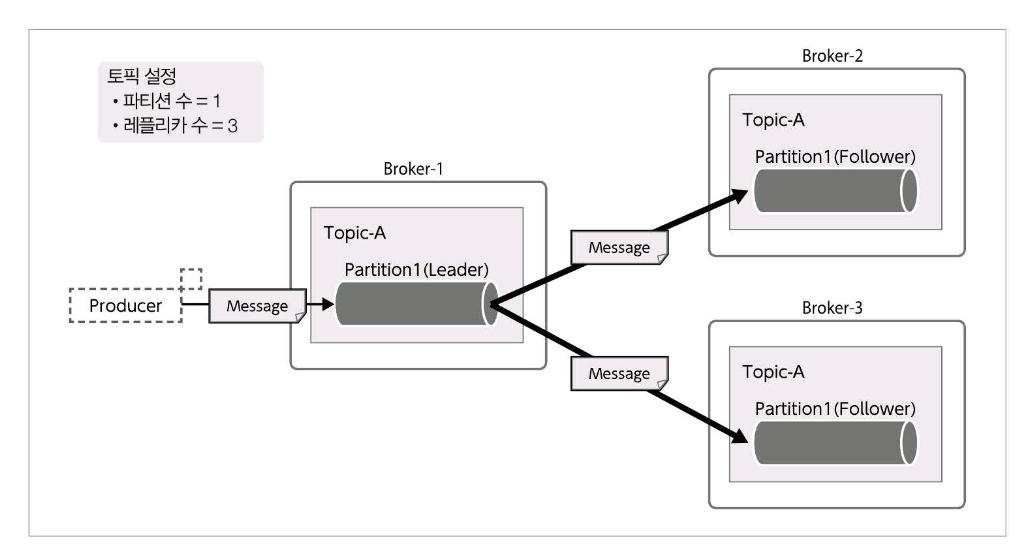 토픽 설정
• 파티션 수 = 1
• 레플리카 수 = 3
Broker-1
Topic-A
Partition1(Leader)
Producer
Message
Message
Message
Broker-2
Topic-A
Partition1(Follower)
Broker-3
Topic-A
Partition1(Follower)